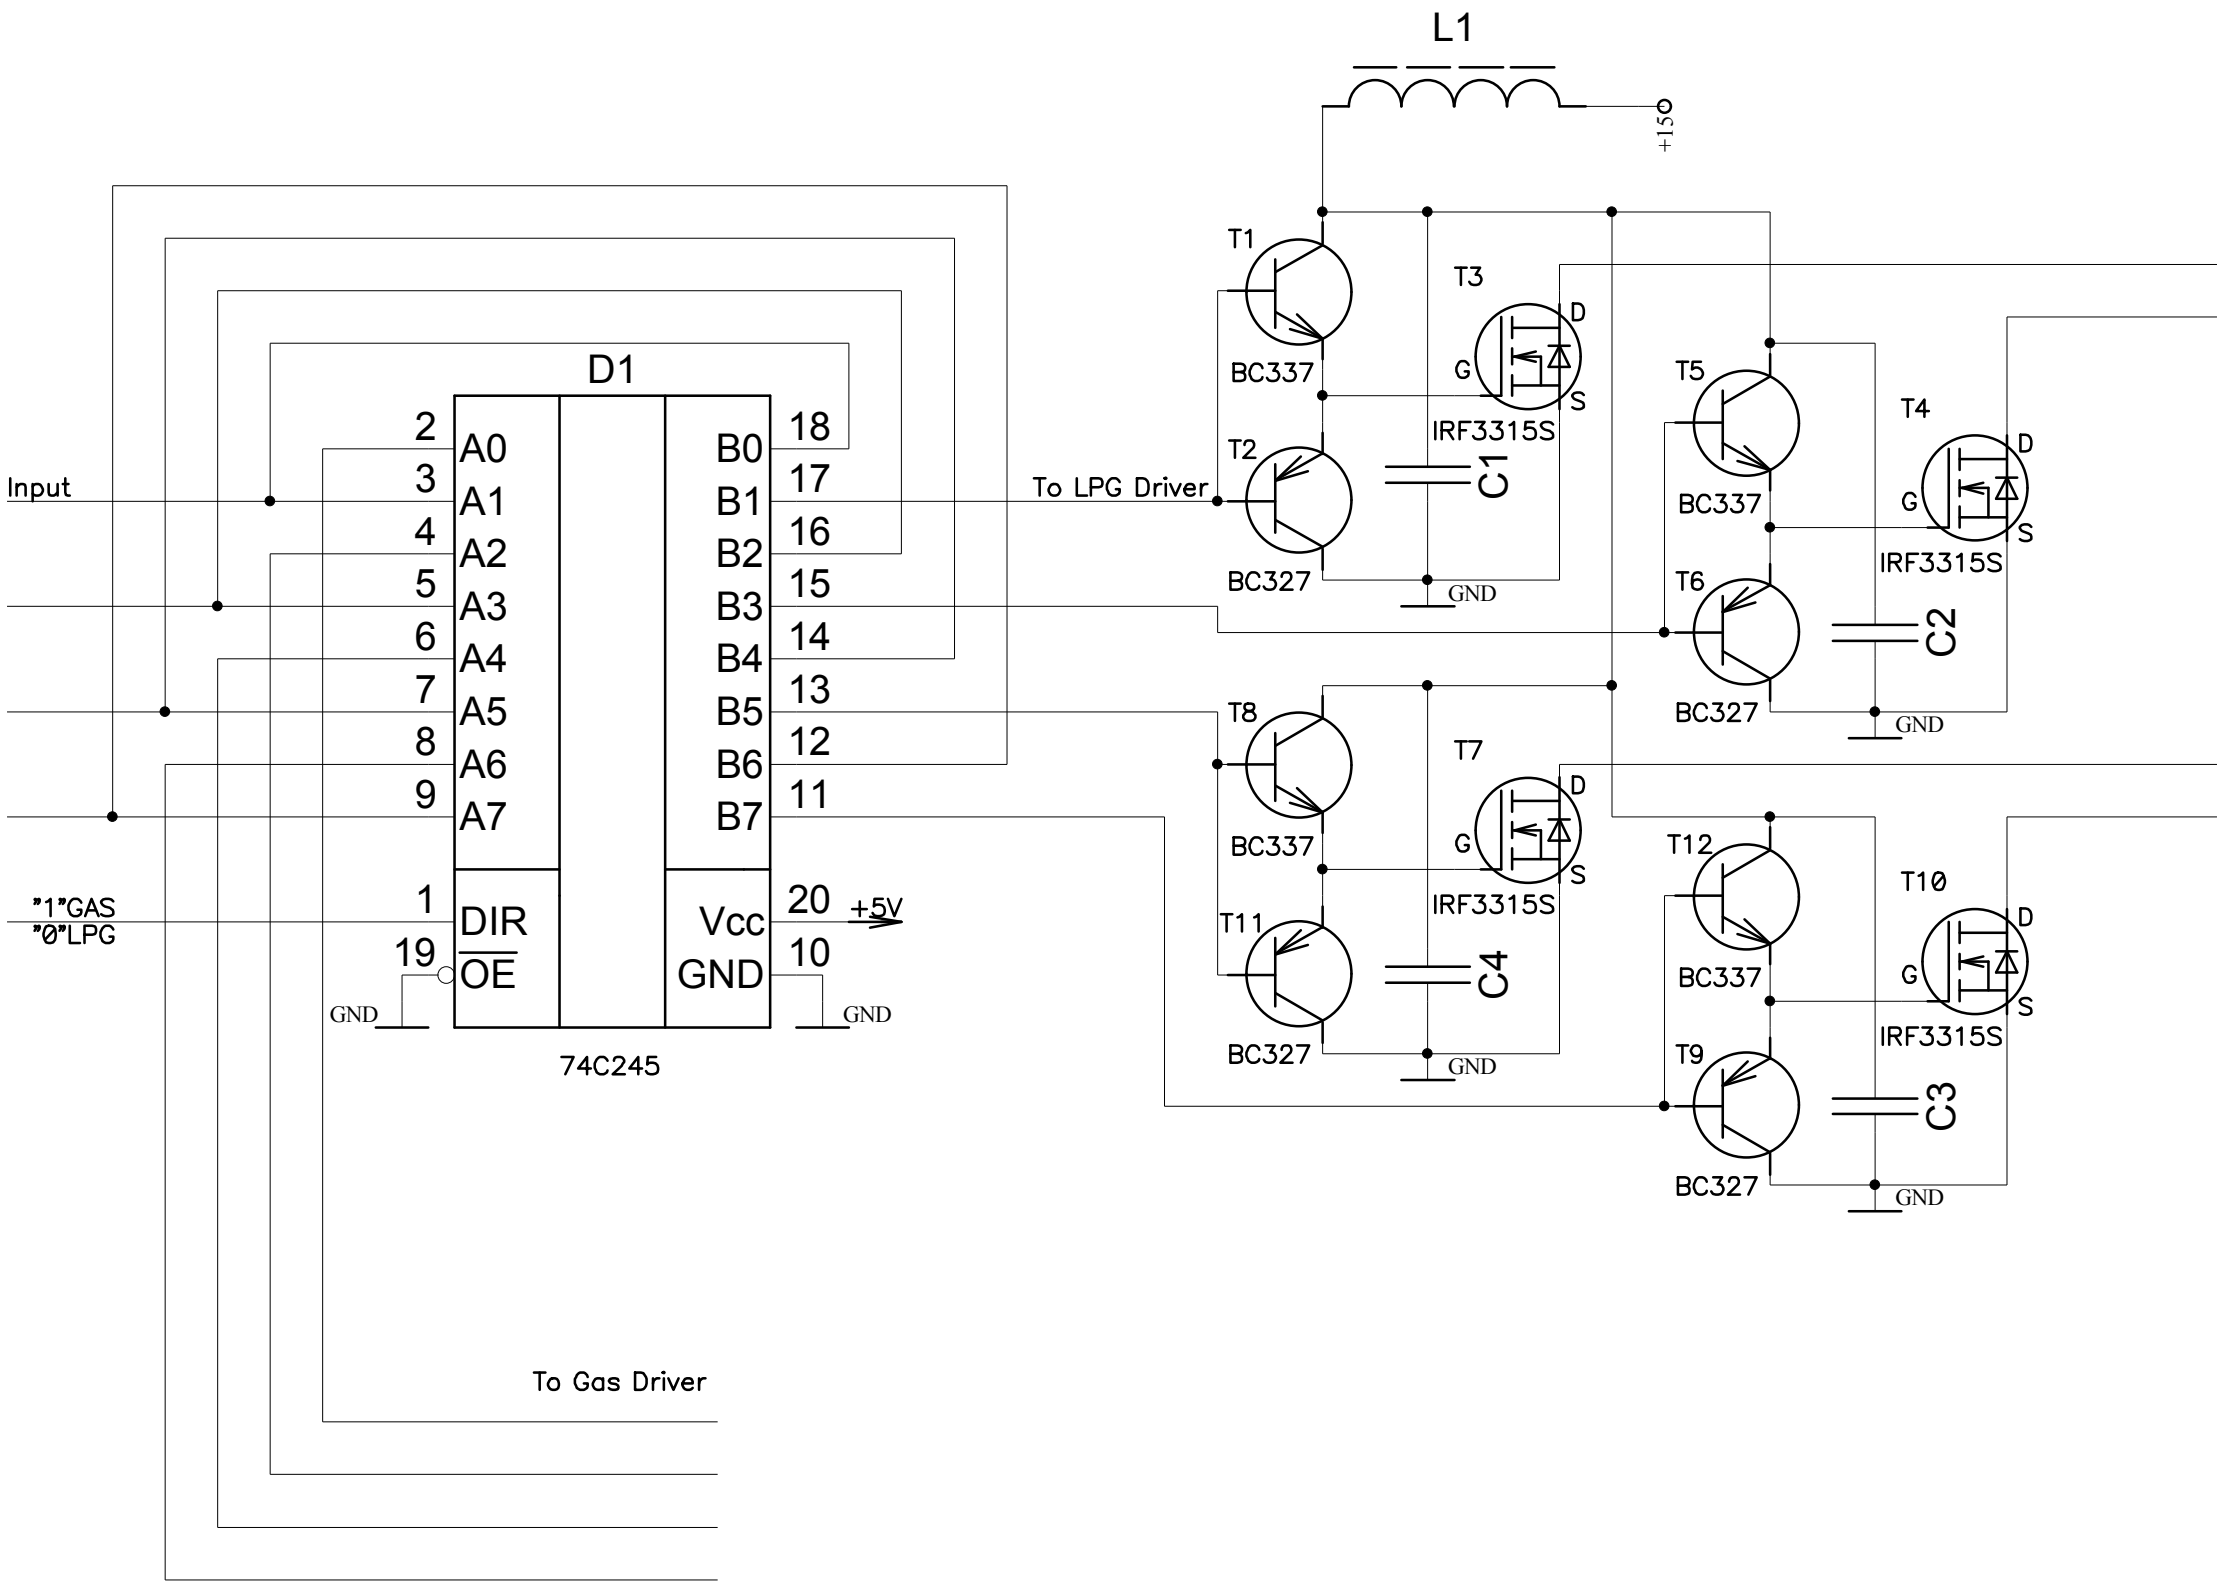 L1
+15
T1
T3
D
BC337
G
S
IRF3315S
T2
C1
BC327
GND
T5
T4
D
BC337
G
S
IRF3315S
T6
C2
BC327
GND
D1
2 A0 B0 18
Input 3 A1 B1 17 To LPG Driver
4 A2 B2 16
5 A3 B3 15
6 A4 B4 14
7 A5 B5 13
8 A6 B6 12
9 A7 B7 11
"1"GAS
"0"LPG
1 DIR Vcc 20 +5V
19 OE GND 10
GND GND
74C245
T8
T7
D
BC337
G
S
IRF3315S
T11
C4
BC327
GND
T12
T10
D
BC337
G
S
IRF3315S
T9
C3
BC327
GND
To Gas Driver